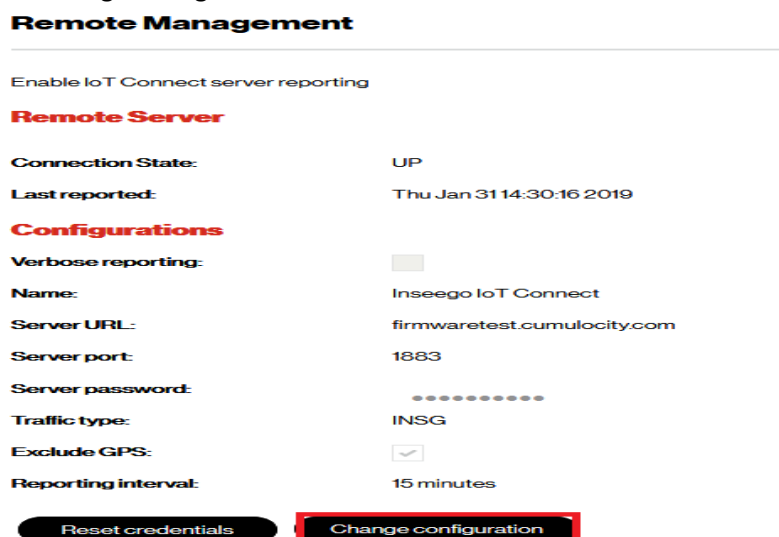 Remote Management
Enable IoT Connect server reporting
Remote Server
Connection State: UP
Last reported: Thu Jan 31 14:30:16 2019
Configurations
Verbose reporting:
Name: Inseego IoT Connect
Server URL: firmwaretest.cumulocity.com
Server port: 1883
Server password: ••••••••••
Traffic type: INSG
Exclude GPS:
Reporting interval: 15 minutes
Reset credentials Change configuration